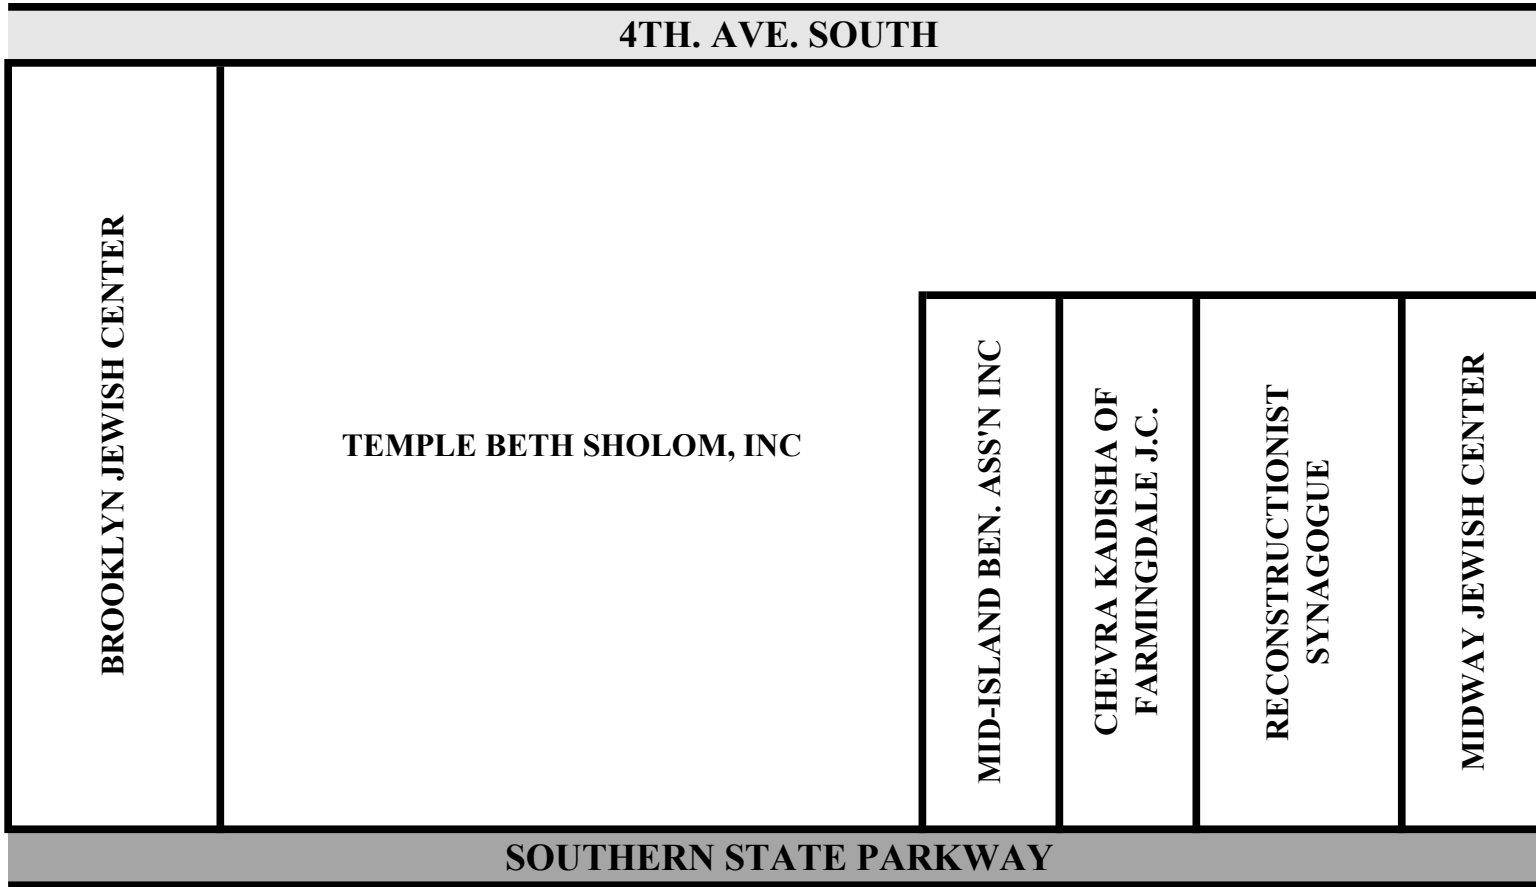 4TH. AVE. SOUTH
BROOKLYN JEWISH CENTER
TEMPLE BETH SHOLOM, INC
MID-ISLAND BEN. ASS'N INC
CHEVRA KADISHA OF
FARMINGDALE J.C.
RECONSTRUCTIONIST
SYNAGOGUE
MIDWAY JEWISH CENTER
SOUTHERN STATE PARKWAY